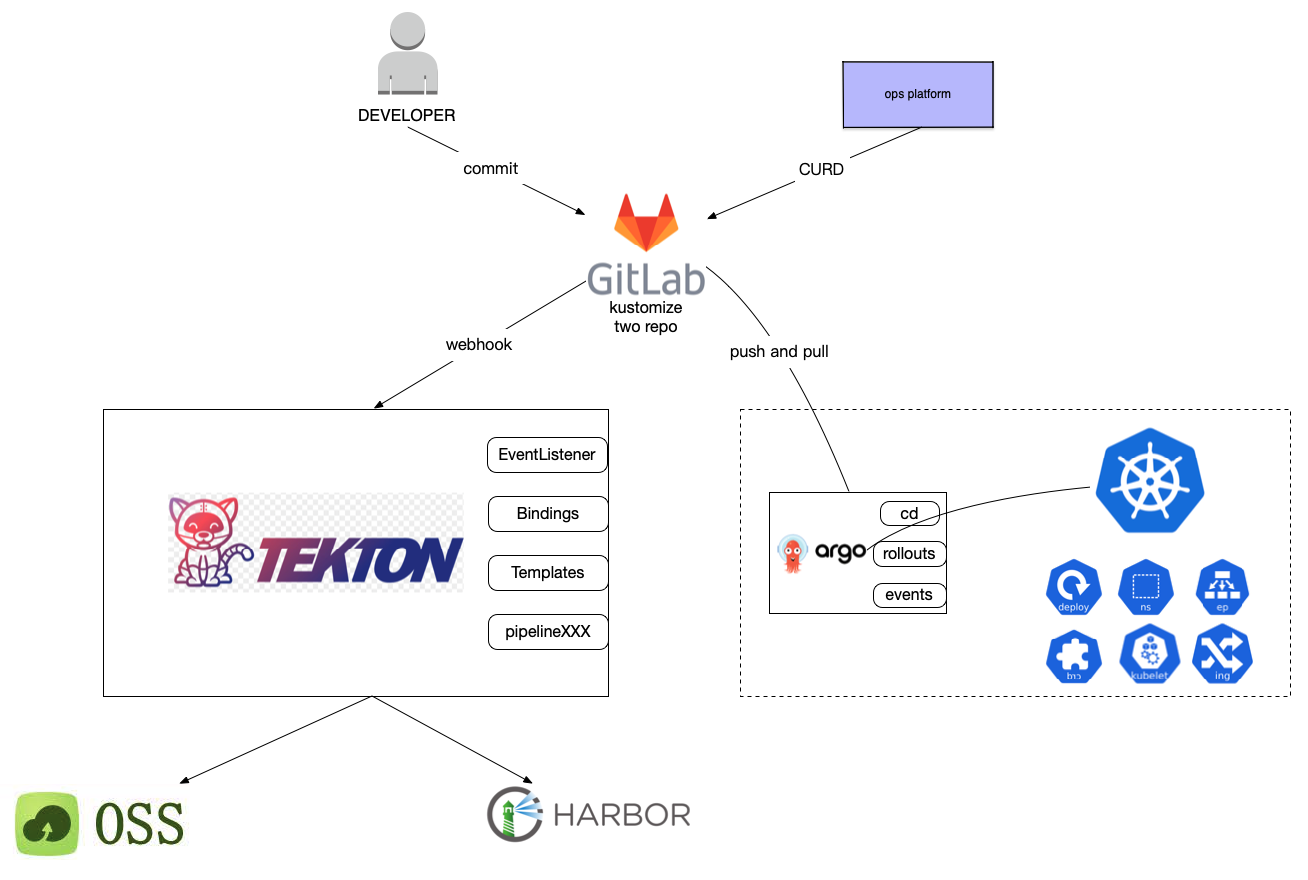 DEVELOPER
ops platform
commit
CURD
GitLab
kustomize
two repo
webhook
push and pull
EventListener
Bindings
Templates
pipelineXXX
TEKTON
cd
argo
rollouts
events
deploy
ns
ep
kubelet
ing
OSS
HARBOR